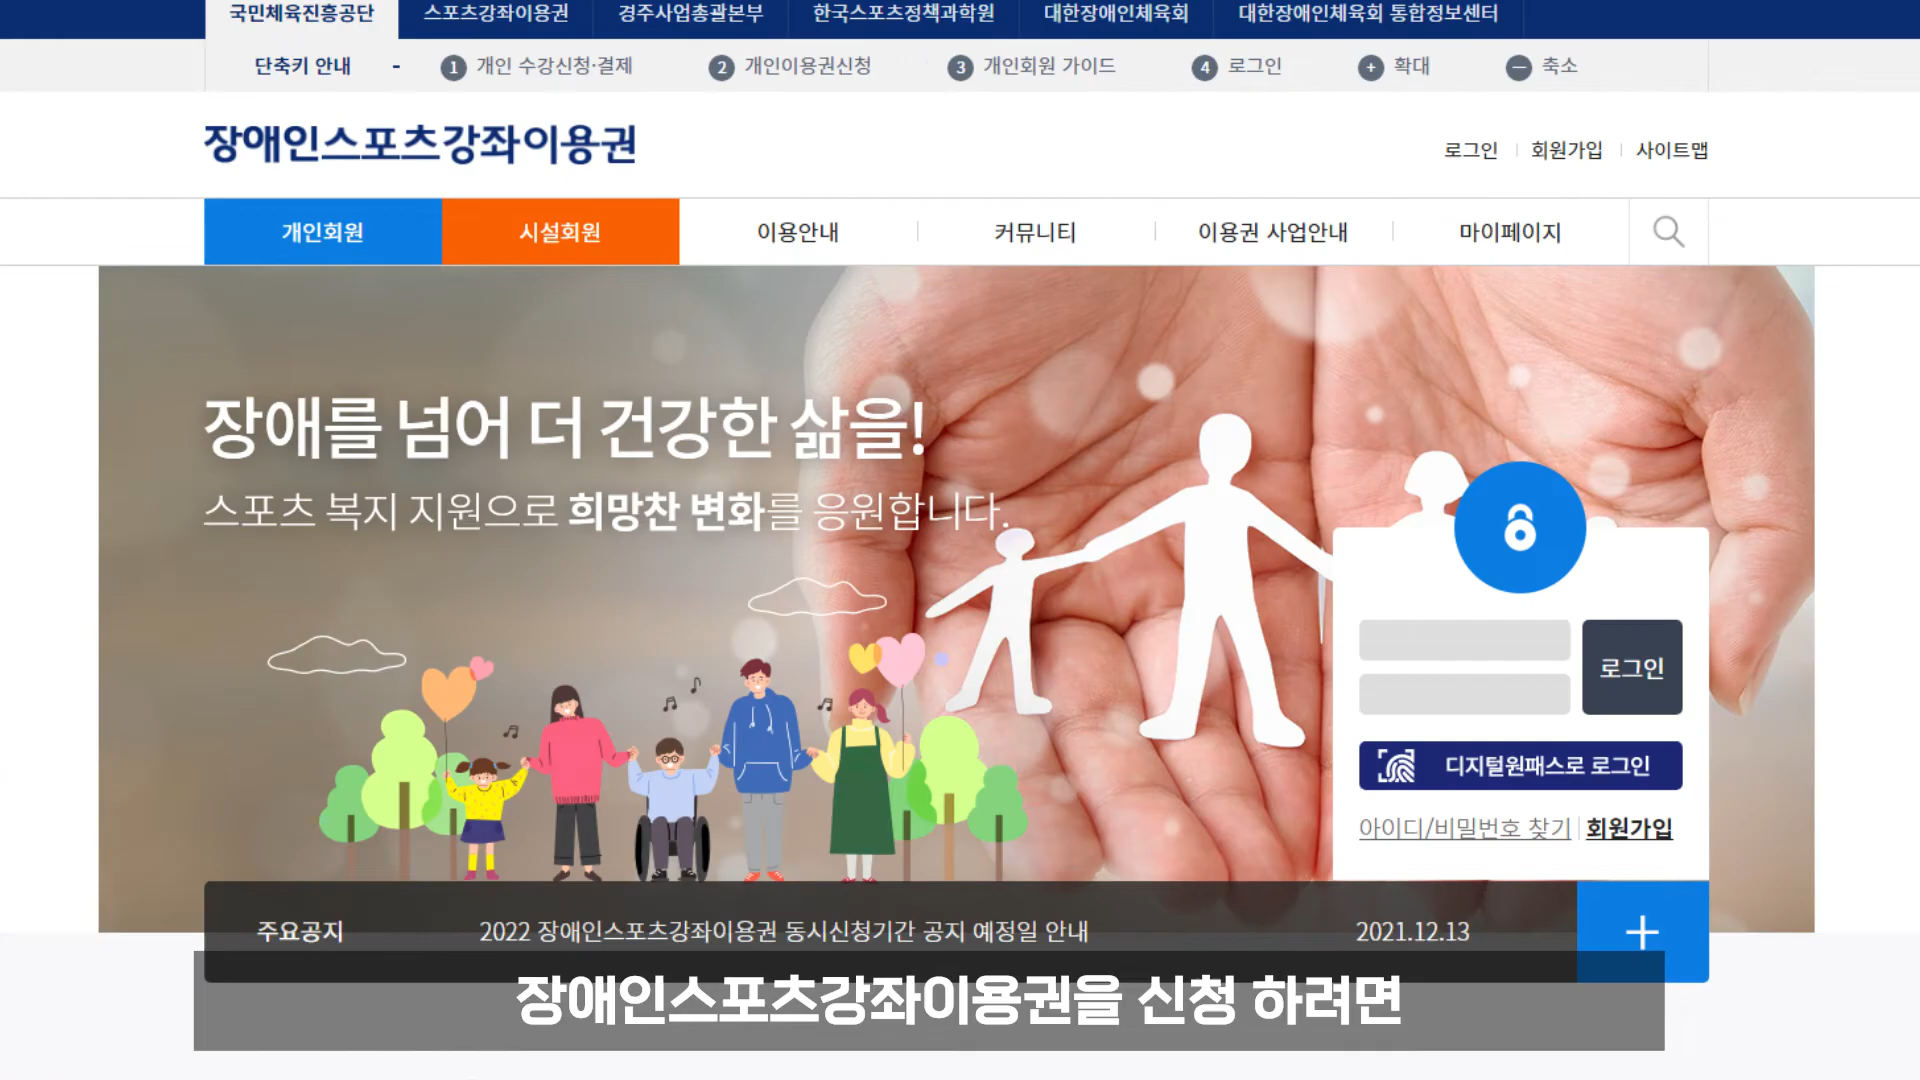 국민체육진흥공단 스포츠강좌이용권 경주사업총괄본부 한국스포츠정책과학원 대한장애인체육회 대한장애인체육회 통합정보센터
단축키 안내 - 1 개인 수강신청·결제 2 개인이용권신청 3 개인회원 가이드 4 로그인 + 확대 - 축소
장애인스포츠강좌이용권
로그인 회원가입 사이트맵
개인회원 시설회원 이용안내 커뮤니티 이용권 사업안내 마이페이지
장애를 넘어 더 건강한 삶을!
스포츠 복지 지원으로 희망찬 변화를 응원합니다.
로그인
디지털원패스로 로그인
아이디/비밀번호 찾기 회원가입
주요공지 2022 장애인스포츠강좌이용권 동시신청기간 공지 예정일 안내 2021.12.13 +
장애인스포츠강좌이용권을 신청 하려면